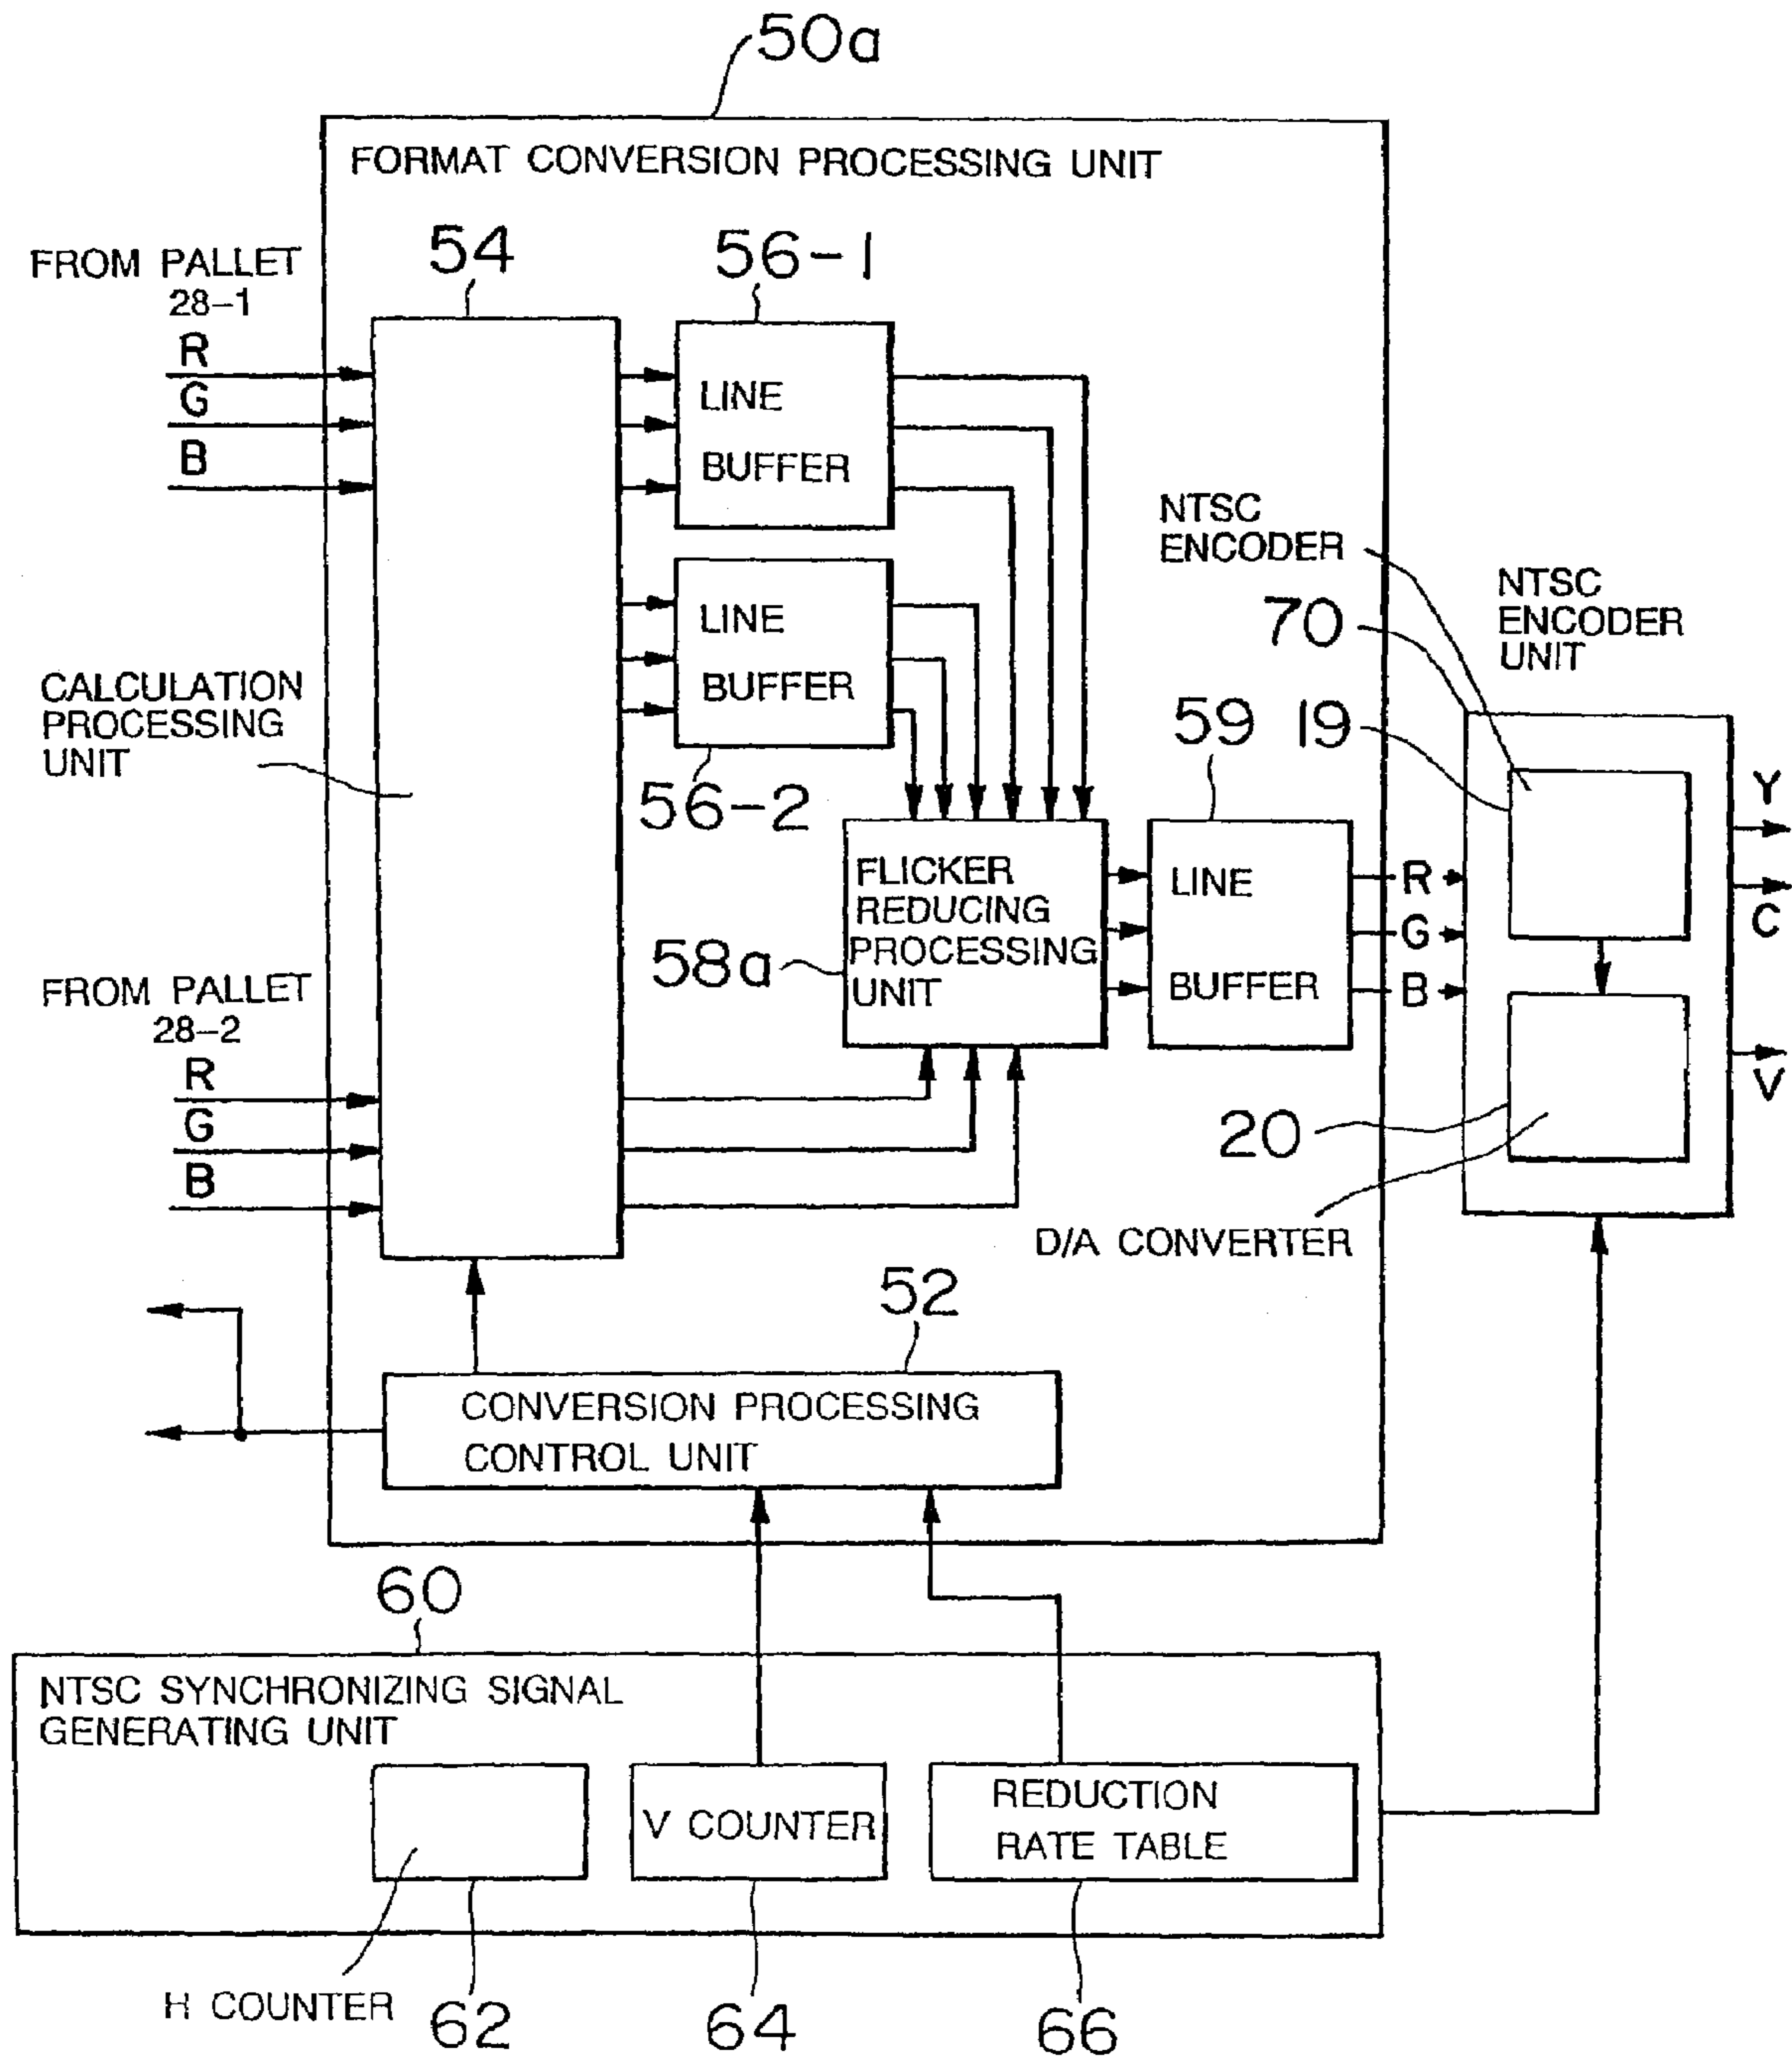 50a
FORMAT CONVERSION PROCESSING UNIT
FROM PALLET
28-1
R
G
B
54
56-1
LINE
BUFFER
LINE
BUFFER
56-2
CALCULATION
PROCESSING
UNIT
NTSC
ENCODER
70
NTSC
ENCODER
UNIT
59
19
FLICKER
REDUCING
PROCESSING
UNIT
58a
LINE
BUFFER
R
G
B
Y
C
V
20
D/A CONVERTER
FROM PALLET
28-2
R
G
B
52
CONVERSION PROCESSING
CONTROL UNIT
60
NTSC SYNCHRONIZING SIGNAL
GENERATING UNIT
V COUNTER
REDUCTION
RATE TABLE
H COUNTER
62
64
66